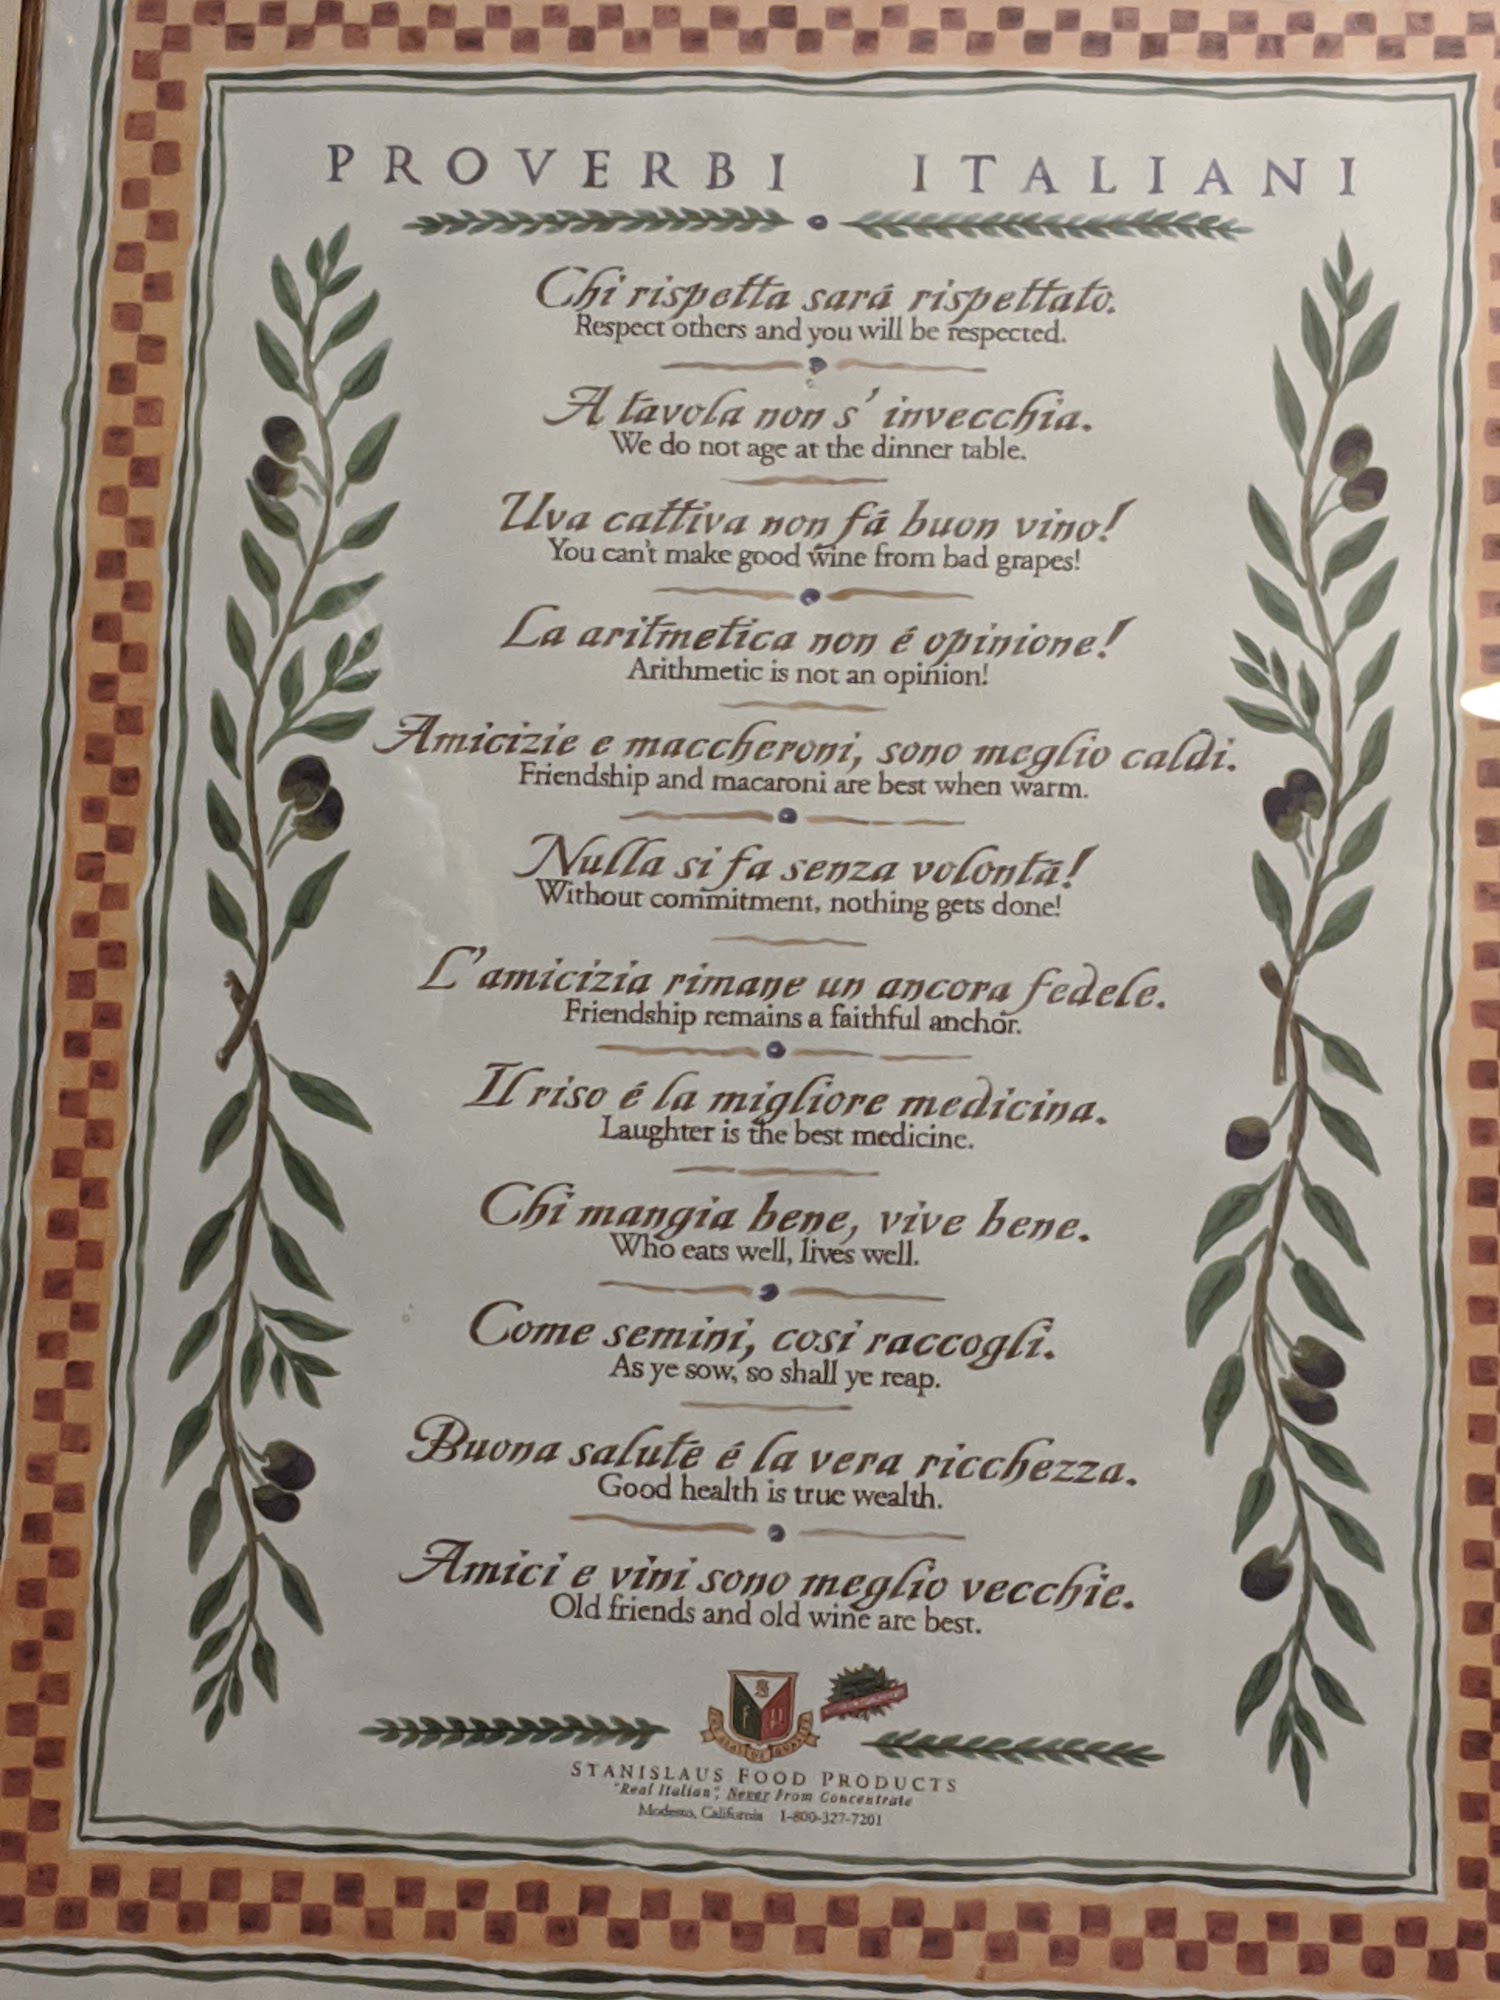 PROVERBI ITALIANI
Chi rispetta sará rispettato.
Respect others and you will be respected.
A tavola non s' invecchia.
We do not age at the dinner table.
Uva cattiva non fá buon vino!
You can't make good wine from bad grapes!
La aritmetica non é opinione!
Arithmetic is not an opinion!
Amicizie e maccheroni, sono meglio caldi.
Friendship and macaroni are best when warm.
Nulla si fa senza volontá!
Without commitment, nothing gets done!
L'amicizia rimane un ancora fedele.
Friendship remains a faithful anchor.
Il riso é la migliore medicina.
Laughter is the best medicine.
Chi mangia bene, vive bene.
Who eats well, lives well.
Come semini, cosi raccogli.
As ye sow, so shall ye reap.
Buona salute é la vera ricchezza.
Good health is true wealth.
Amici e vini sono meglio vecchie.
Old friends and old wine are best.
S
F H
STANISLAUS FOOD PRODUCTS
"Real Italian", Never From Concentrate
Modesto, California 1-800-327-7201